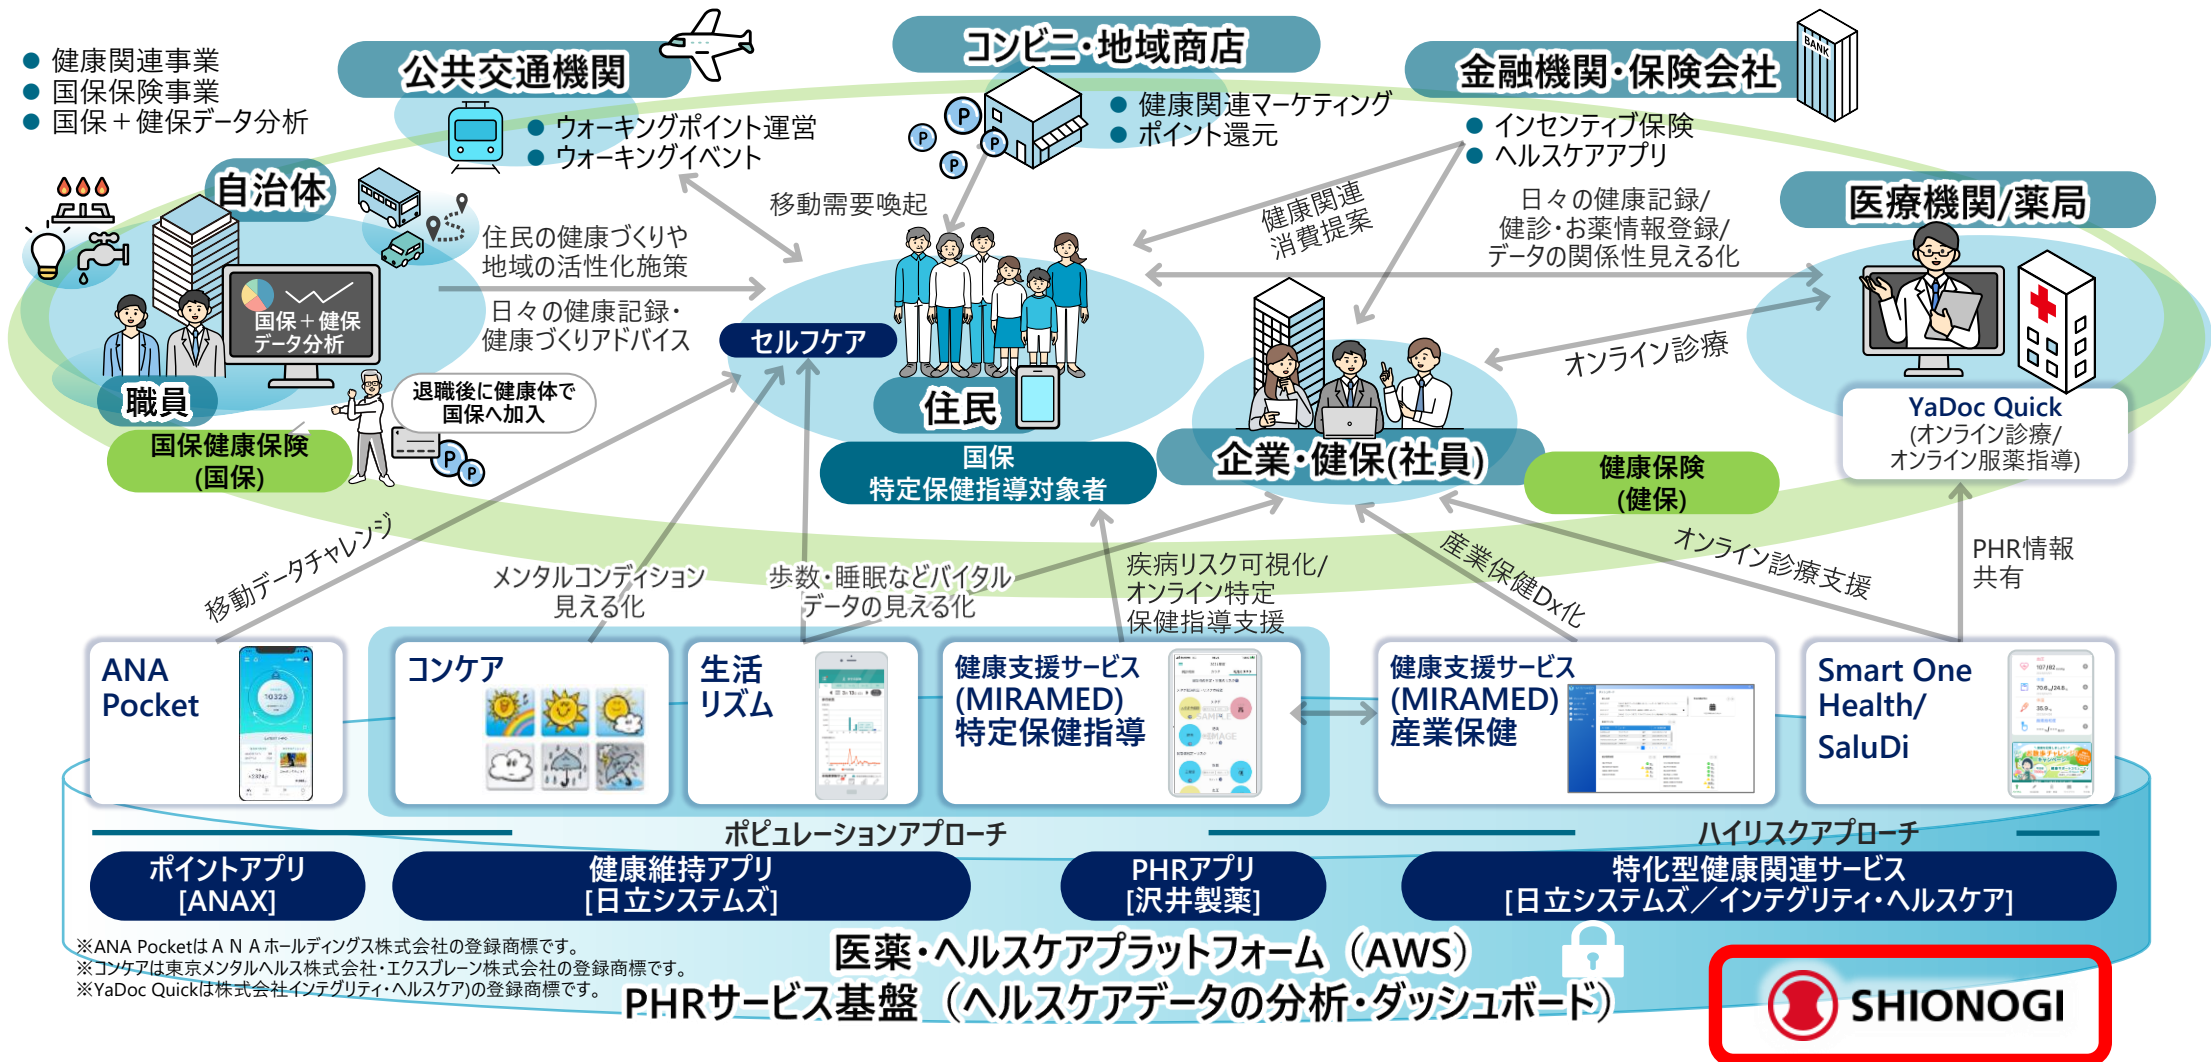 健康関連事業
国保保険事業
国保＋健保データ分析
公共交通機関
ウォーキングポイント運営
ウォーキングイベント
コンビニ・地域商店
P
P
P
P
健康関連マーケティング
ポイント還元
金融機関・保険会社
BANK
インセンティブ保険
ヘルスケアアプリ
自治体
国保＋健保
データ分析
職員
住民の健康づくりや
地域の活性化施策
日々の健康記録・
健康づくりアドバイス
移動需要喚起
健康関連
消費提案
日々の健康記録/
健診・お薬情報登録/
データの関係性見える化
医療機関/薬局
オンライン診療
セルフケア
住民
国保
特定保健指導対象者
退職後に健康体で
国保へ加入
P
P
国保健康保険
(国保)
企業・健保(社員)
健康保険
(健保)
YaDoc Quick
(オンライン診療/
オンライン服薬指導)
移動データチャレンジ
メンタルコンディション
見える化
歩数・睡眠などバイタル
データの見える化
疾病リスク可視化/
オンライン特定
保健指導支援
産業保健Dx化
オンライン診療支援
PHR情報
共有
ANA
Pocket
コンケア
生活
リズム
健康支援サービス
(MIRAMED)
特定保健指導
健康支援サービス
(MIRAMED)
産業保健
Smart One
Health/
SaluDi
ポピュレーションアプローチ
ハイリスクアプローチ
ポイントアプリ
[ANAX]
健康維持アプリ
[日立システムズ]
PHRアプリ
[沢井製薬]
特化型健康関連サービス
[日立システムズ／インテグリティ・ヘルスケア]
※ANA PocketはＡＮＡホールディングス株式会社の登録商標です。
※コンケアは東京メンタルヘルス株式会社・エクスブレーン株式会社の登録商標です。
※YaDoc Quickは株式会社インテグリティ・ヘルスケア)の登録商標です。
医薬・ヘルスケアプラットフォーム（AWS）
PHRサービス基盤（ヘルスケアデータの分析・ダッシュボード）
SHIONOGI